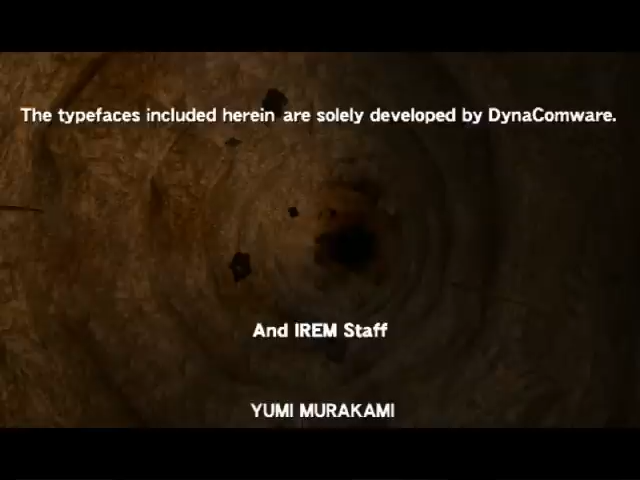 The typefaces included herein are solely developed by DynaComware.
And IREM Staff
YUMI MURAKAMI